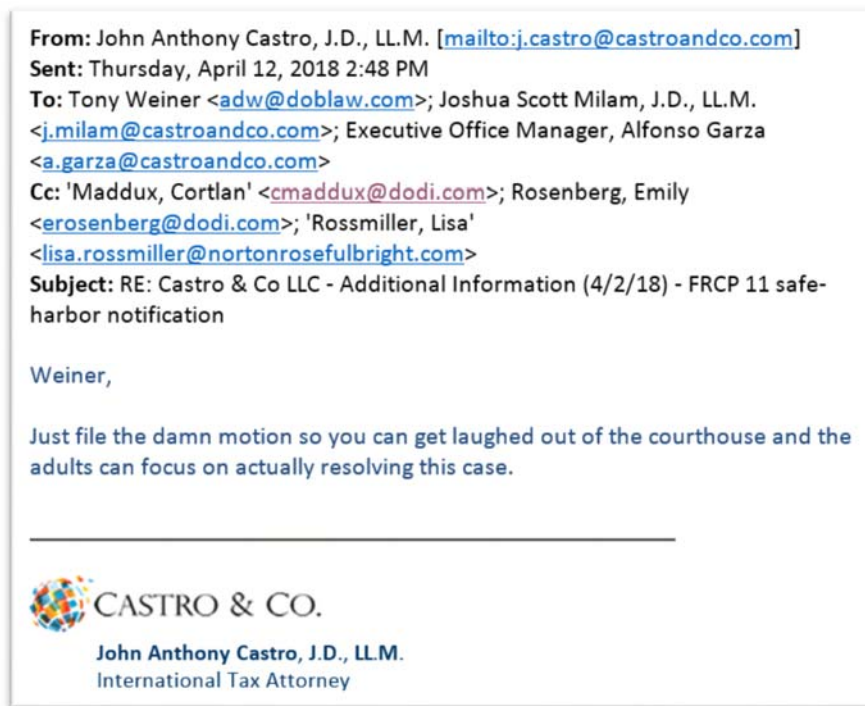 From: John Anthony Castro, J.D., LL.M. [mailto:j.castro@castroandco.com]
Sent: Thursday, April 12, 2018 2:48 PM
To: Tony Weiner <adw@doblaw.com>; Joshua Scott Milam, J.D., LL.M.
<j.milam@castroandco.com>; Executive Office Manager, Alfonso Garza
<a.garza@castroandco.com>
Cc: 'Maddux, Cortlan' <cmaddux@dodi.com>; Rosenberg, Emily
<erosenberg@dodi.com>; 'Rossmiller, Lisa'
<lisa.rossmiller@nortonrosefulbright.com>
Subject: RE: Castro & Co LLC - Additional Information (4/2/18) - FRCP 11 safe-
harbor notification
Weiner,
Just file the damn motion so you can get laughed out of the courthouse and the
adults can focus on actually resolving this case.
CASTRO & CO.
John Anthony Castro, J.D., LL.M.
International Tax Attorney